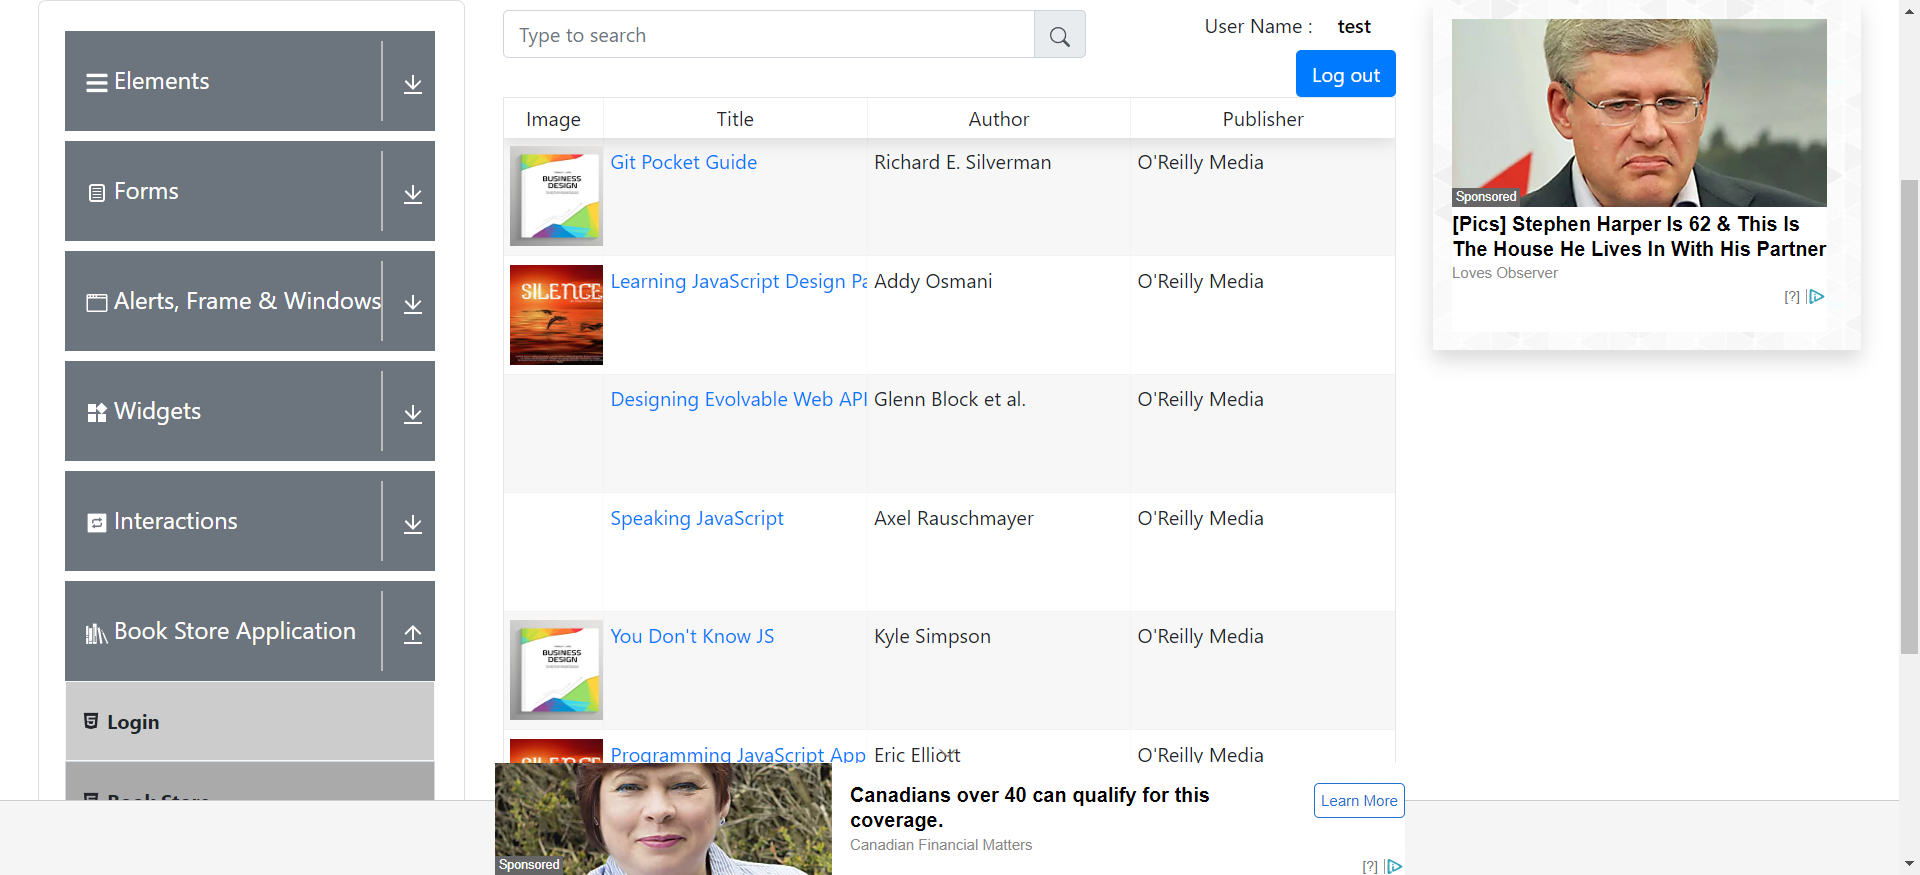 Elements
Forms
Alerts, Frame & Windows
Widgets
Interactions
Book Store Application
Login
Book Store
Type to search
User Name : test
Log out
Image Title Author Publisher
BUSINESS
DESIGN
Git Pocket Guide Richard E. Silverman O'Reilly Media
SILENCE
Learning JavaScript Design Pa Addy Osmani O'Reilly Media
Designing Evolvable Web API Glenn Block et al. O'Reilly Media
Speaking JavaScript Axel Rauschmayer O'Reilly Media
BUSINESS
DESIGN
You Don't Know JS Kyle Simpson O'Reilly Media
SILENCE
Programming JavaScript App Eric Elliott O'Reilly Media
Sponsored
[Pics] Stephen Harper Is 62 & This Is
The House He Lives In With His Partner
Loves Observer
[?]
Sponsored
Canadians over 40 can qualify for this
coverage.
Canadian Financial Matters
Learn More
[?]